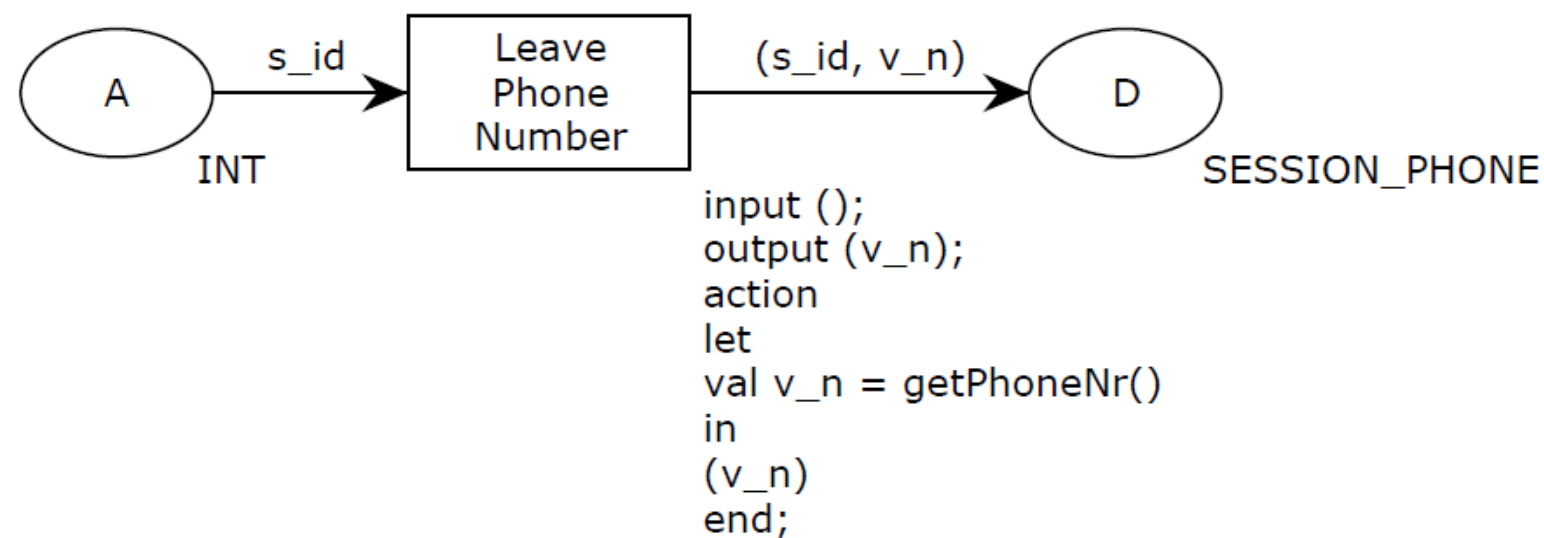 A
s_id
Leave
Phone
Number
(s_id, v_n)
D
INT
SESSION_PHONE
input ();
output (v_n);
action
let
val v_n = getPhoneNr()
in
(v_n)
end;